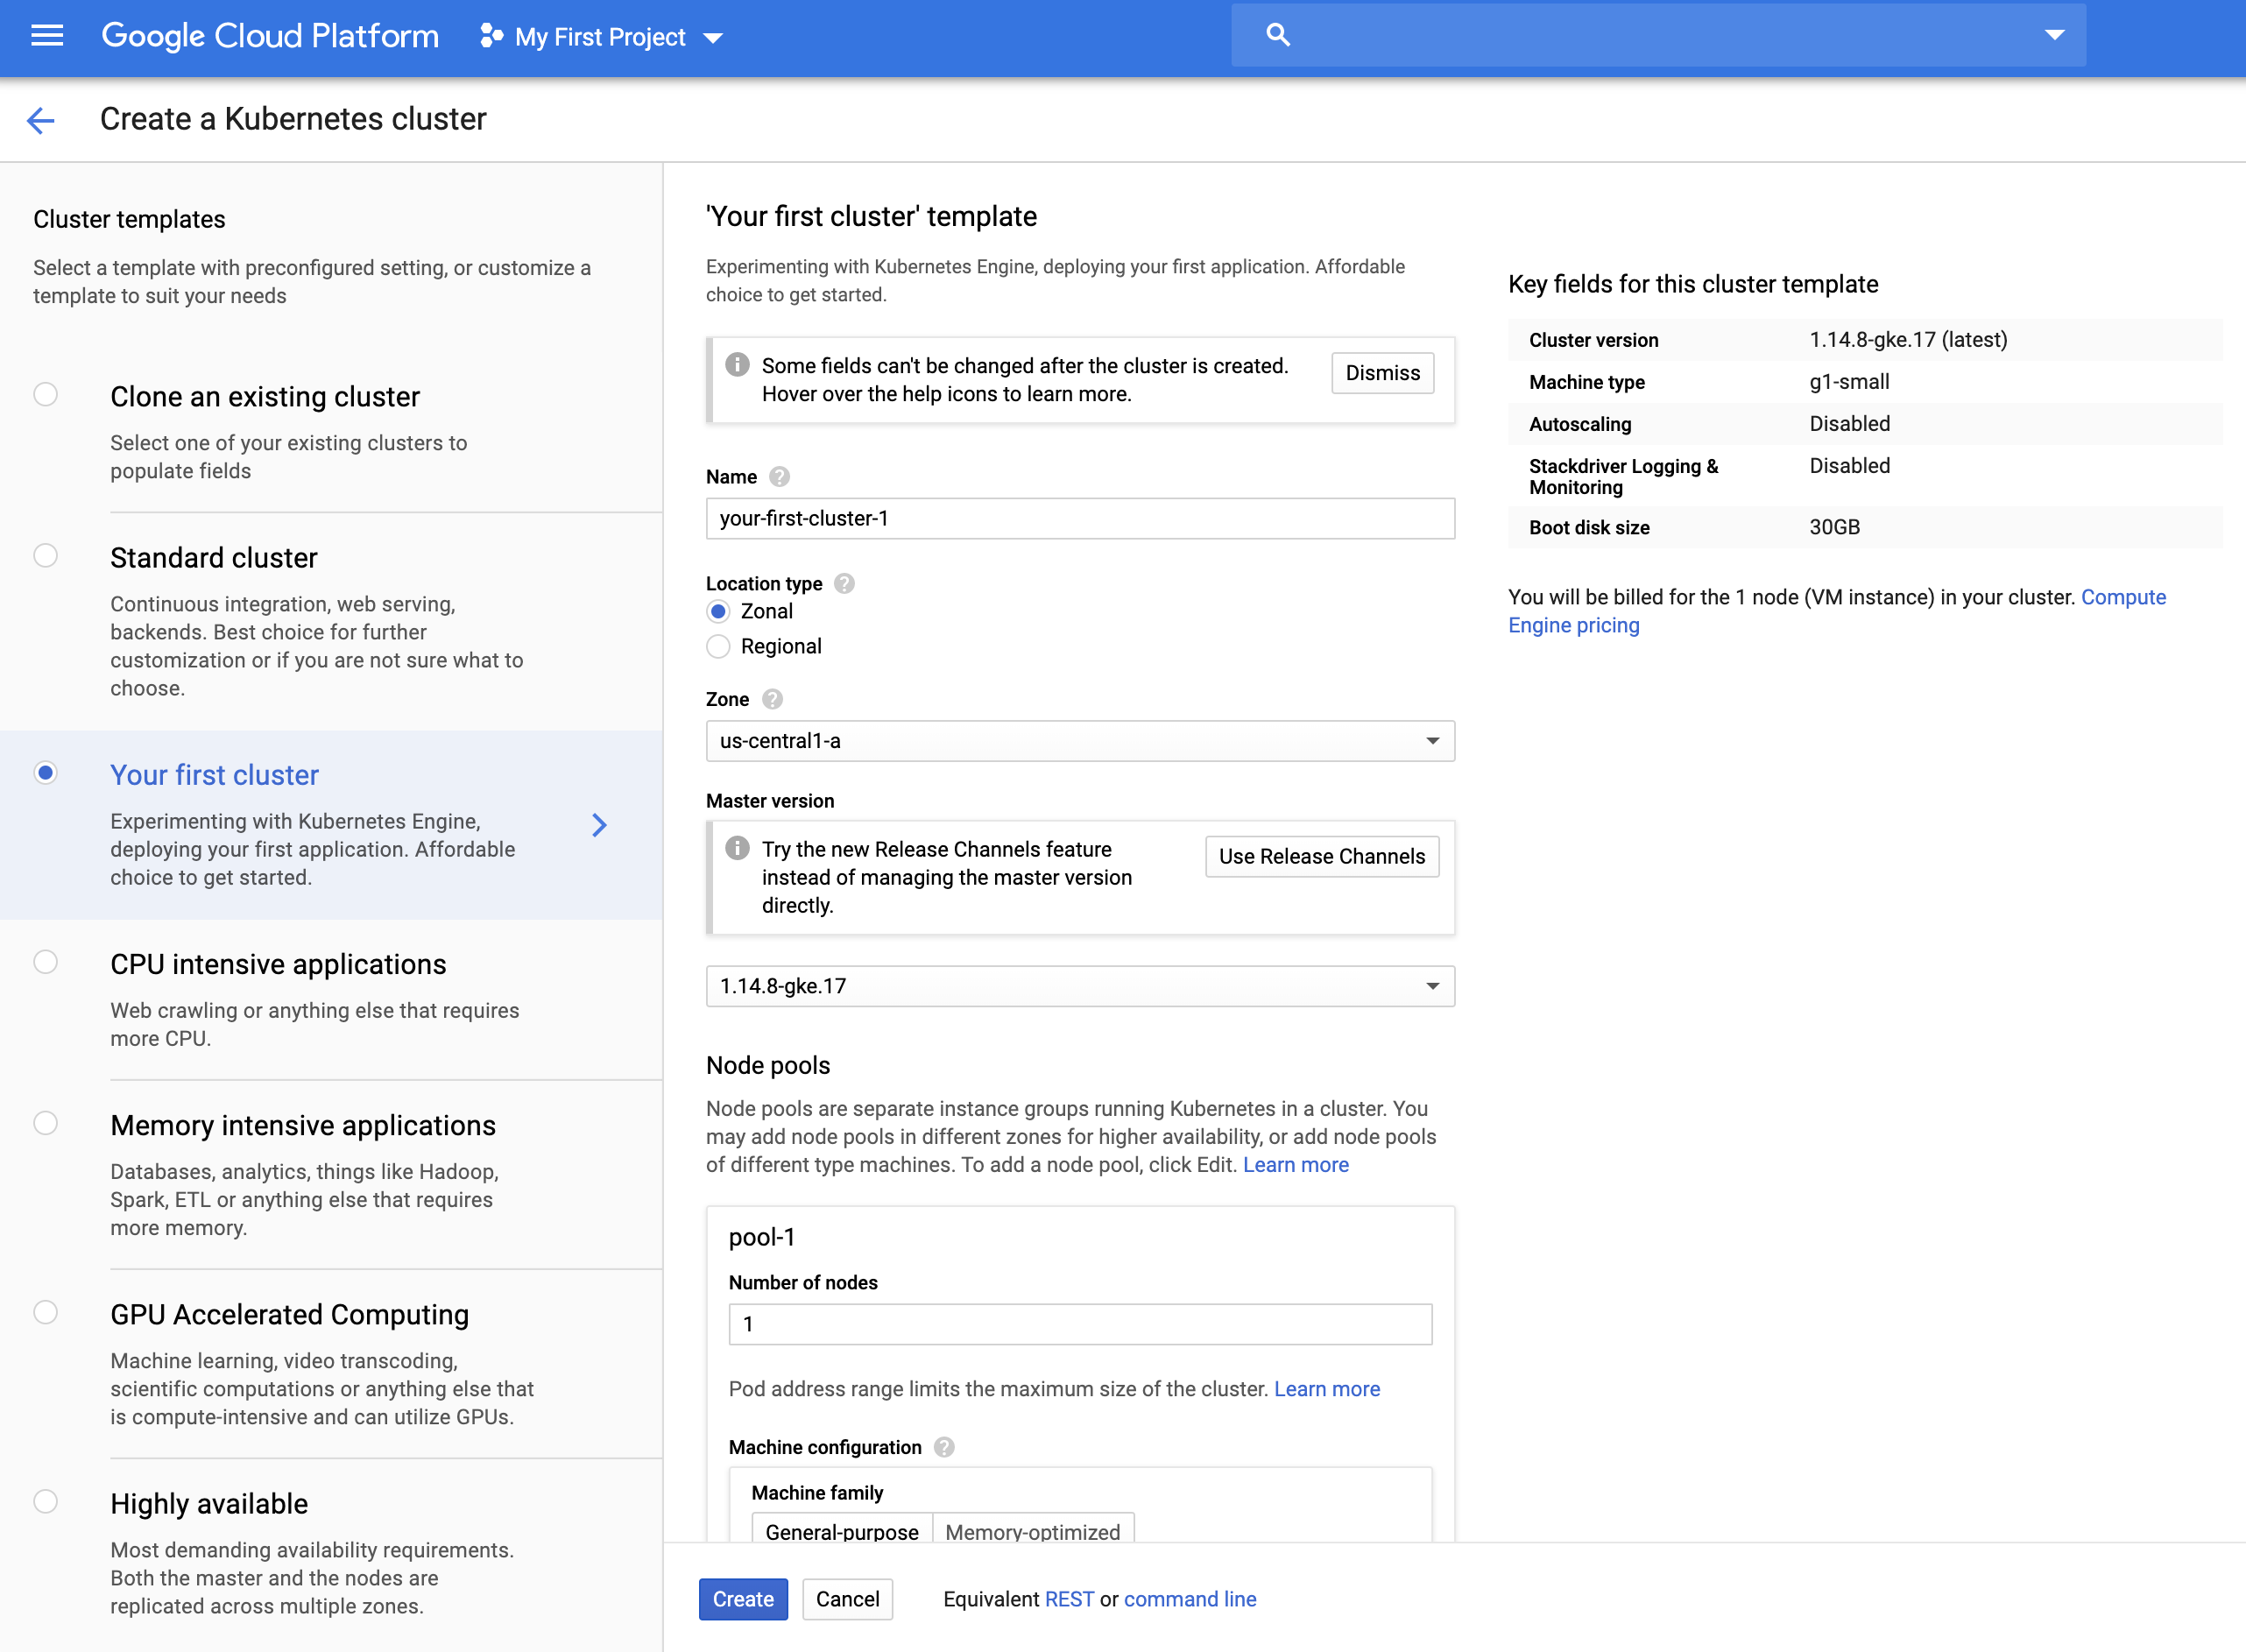 Google Cloud Platform
My First Project
Create a Kubernetes cluster
Cluster templates
Select a template with preconfigured setting, or customize a
template to suit your needs
Clone an existing cluster
Select one of your existing clusters to
populate fields
Standard cluster
Continuous integration, web serving,
backends. Best choice for further
customization or if you are not sure what to
choose.
Your first cluster
Experimenting with Kubernetes Engine,
deploying your first application. Affordable
choice to get started.
CPU intensive applications
Web crawling or anything else that requires
more CPU.
Memory intensive applications
Databases, analytics, things like Hadoop,
Spark, ETL or anything else that requires
more memory.
GPU Accelerated Computing
Machine learning, video transcoding,
scientific computations or anything else that
is compute-intensive and can utilize GPUs.
Highly available
Most demanding availability requirements.
Both the master and the nodes are
replicated across multiple zones.
'Your first cluster' template
Experimenting with Kubernetes Engine, deploying your first application. Affordable
choice to get started.
Some fields can't be changed after the cluster is created.
Hover over the help icons to learn more.
Dismiss
Name
your-first-cluster-1
Location type
Zonal
Regional
Zone
us-central1-a
Master version
Try the new Release Channels feature
instead of managing the master version
directly.
Use Release Channels
1.14.8-gke.17
Node pools
Node pools are separate instance groups running Kubernetes in a cluster. You
may add node pools in different zones for higher availability, or add node pools
of different type machines. To add a node pool, click Edit. Learn more
pool-1
Number of nodes
1
Pod address range limits the maximum size of the cluster. Learn more
Machine configuration
Machine family
General-purpose Memory-optimized
Create Cancel Equivalent REST or command line
Key fields for this cluster template
Cluster version 1.14.8-gke.17 (latest)
Machine type g1-small
Autoscaling Disabled
Stackdriver Logging & Disabled
Monitoring
Boot disk size 30GB
You will be billed for the 1 node (VM instance) in your cluster. Compute
Engine pricing